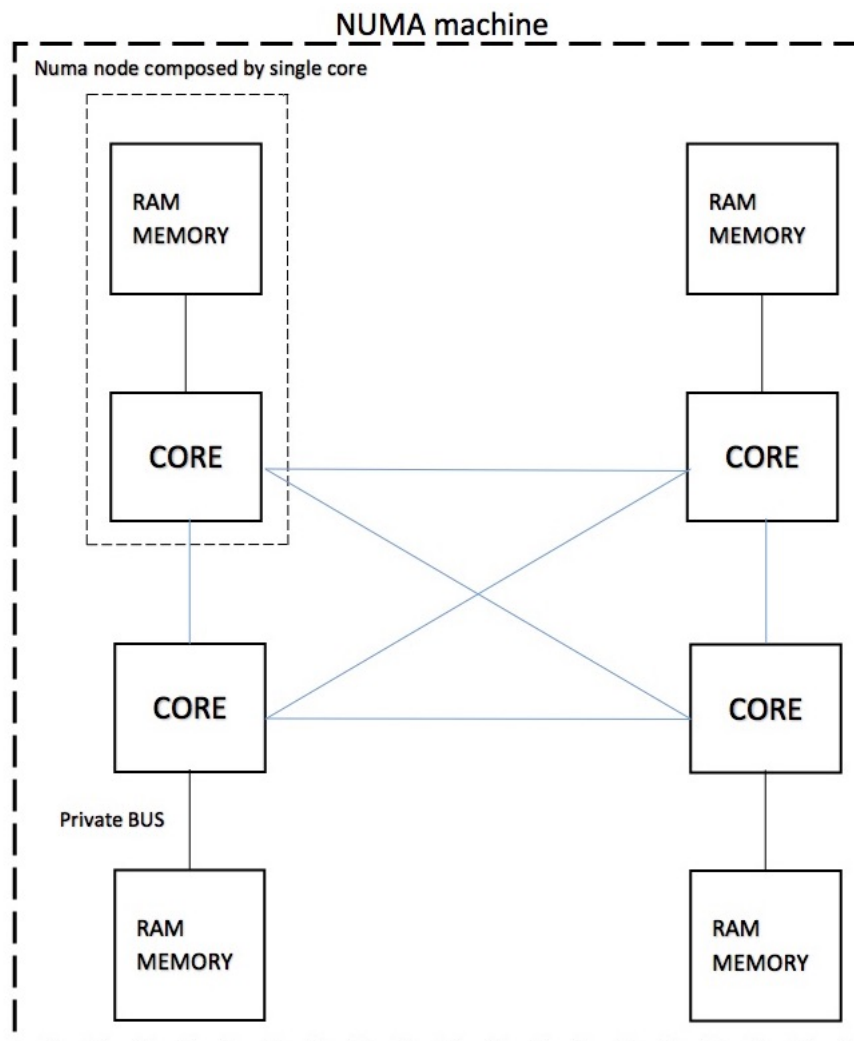 NUMA machine
Numa node composed by single core
RAM
MEMORY
RAM
MEMORY
CORE
CORE
CORE
CORE
Private BUS
RAM
MEMORY
RAM
MEMORY